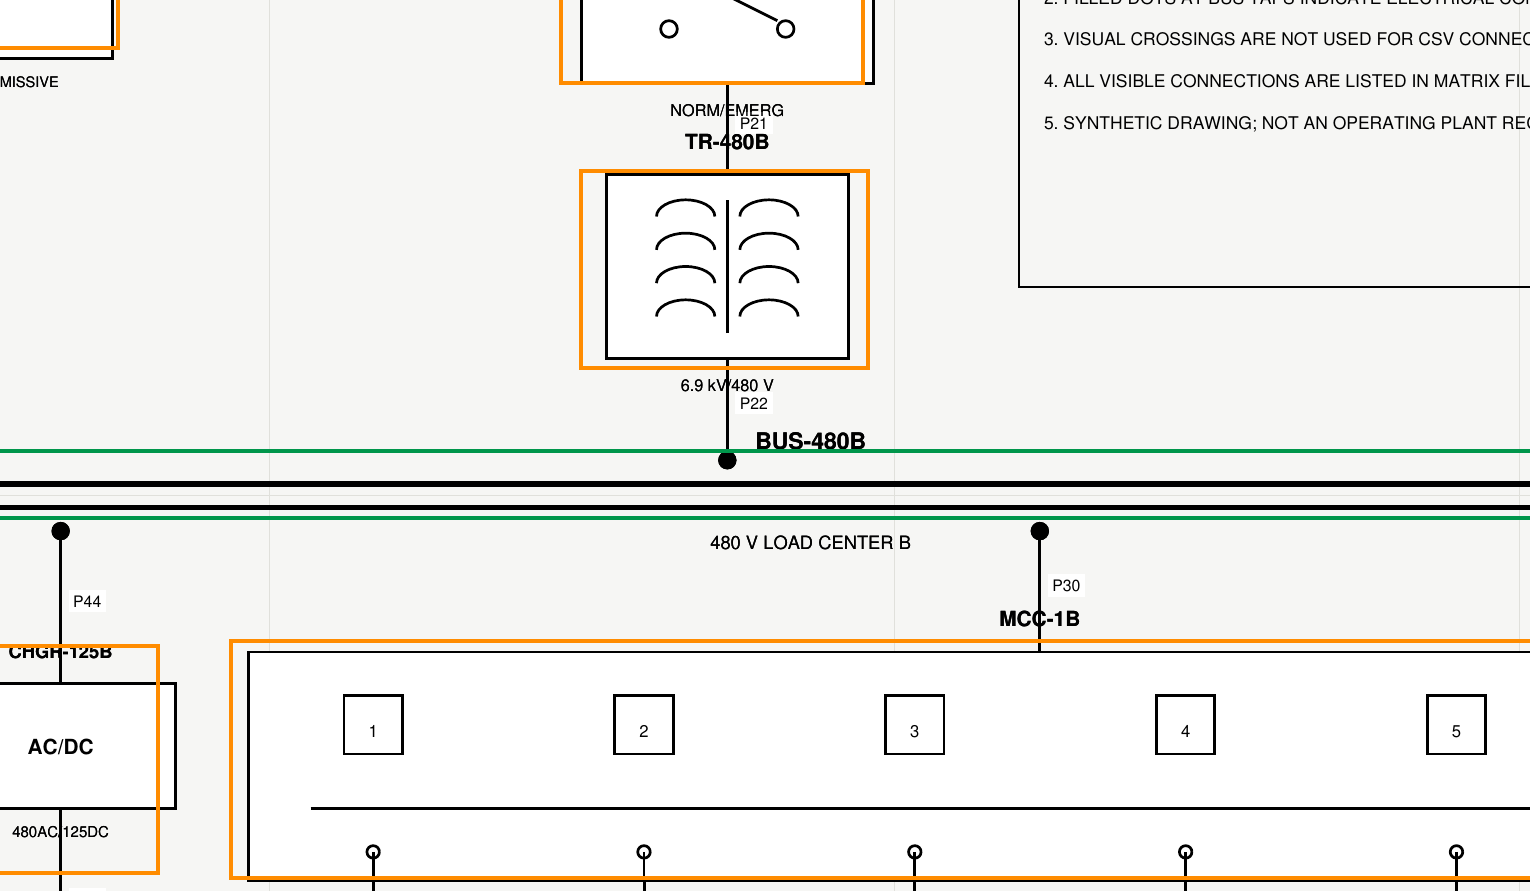 3. VISUAL CROSSINGS ARE NOT USED FOR CSV CONNEC
MISSIVE
4. ALL VISIBLE CONNECTIONS ARE LISTED IN MATRIX FIL
NORM/EMERG
P21
5. SYNTHETIC DRAWING; NOT AN OPERATING PLANT REC
TR-480B
6.9 kV/480 V
P22
BUS-480B
480 V LOAD CENTER B
P44
P30
MCC-1B
CHGR-125B
1
2
3
4
5
AC/DC
480AC/125DC